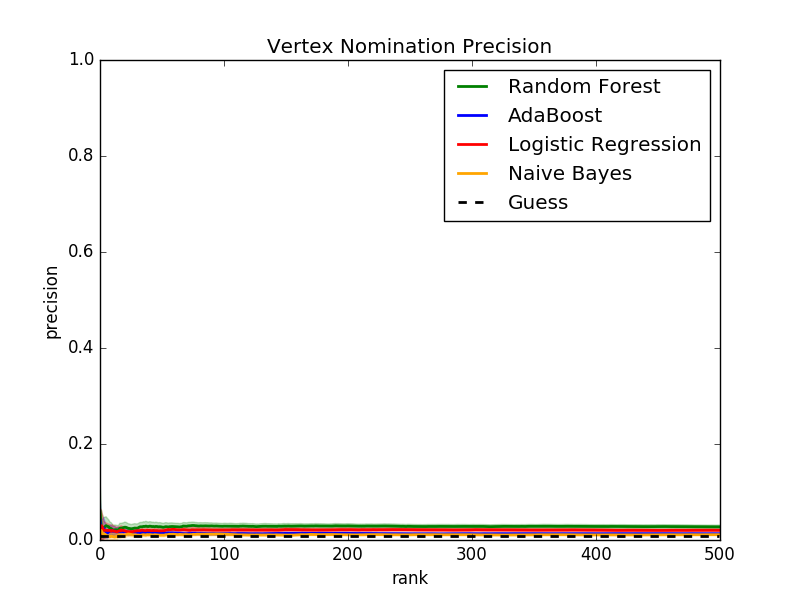 Vertex Nomination Precision
1.0
0.8
0.6
0.4
0.2
0.0
precision
Random Forest
AdaBoost
Logistic Regression
Naive Bayes
Guess
0 100 200 300 400 500
rank